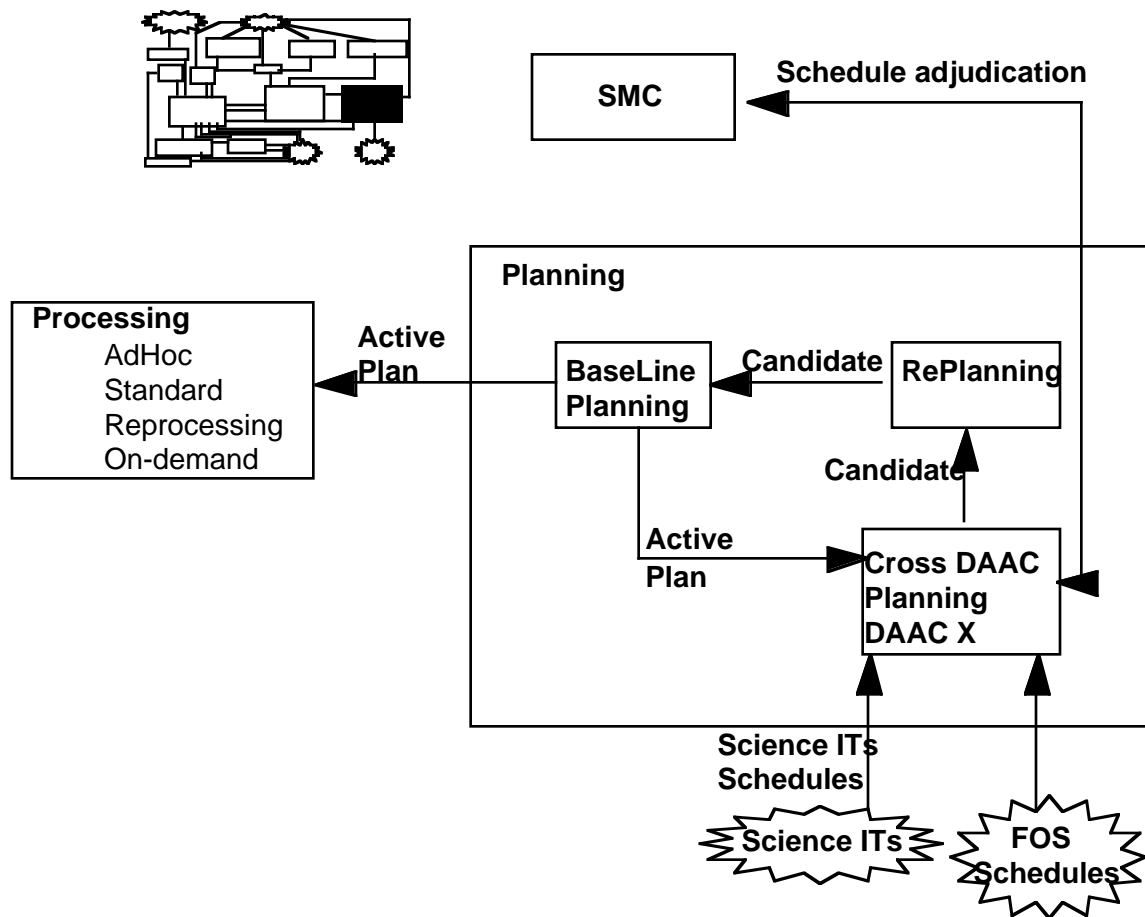 Schedule adjudication
SMC
Planning
Processing
AdHoc
Standard
Reprocessing
On-demand
Active
Plan
BaseLine
Planning
Candidate
RePlanning
Candidate
Active
Plan
Cross DAAC
Planning
DAAC X
Science ITs
Schedules
Science ITs
FOS
Schedules